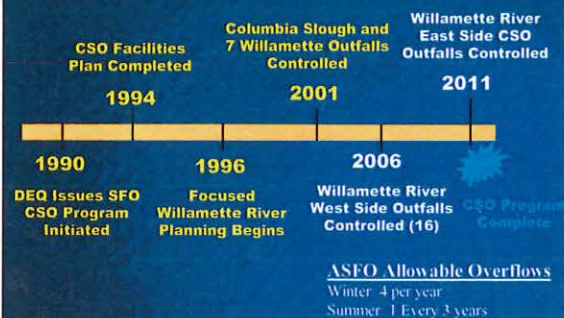 CSO Facilities
Plan Completed
1994
Columbia Slough and
7 Willamette Outfalls
Controlled
2001
Willamette River
East Side CSO
Outfalls Controlled
2011
1990
DEQ Issues SFO
CSO Program
Initiated
1996
Focused
Willamette River
Planning Begins
2006
Willamette River
West Side Outfalls
Controlled (16)
CSO Program
Complete
ASFO Allowable Overflows
Winter 4 per year
Summer 1 Every 3 years